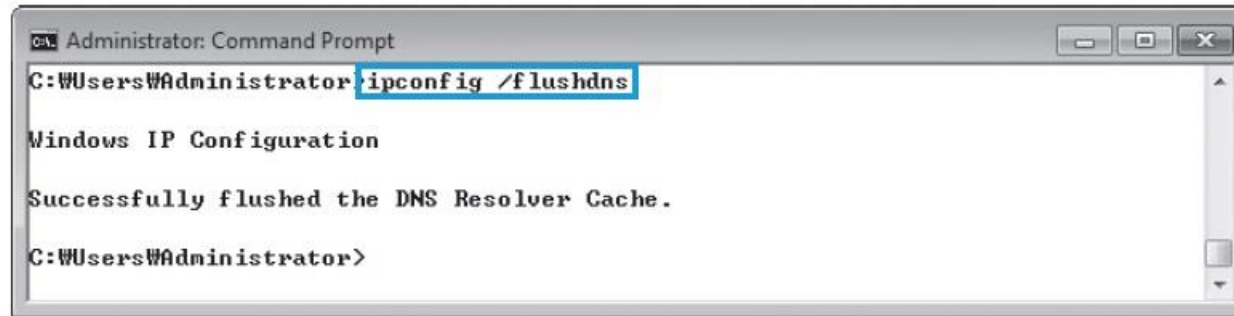 Administrator: Command Prompt
C:₩Users₩Administrator>ipconfig /flushdns
Windows IP Configuration
Successfully flushed the DNS Resolver Cache.
C:₩Users₩Administrator>